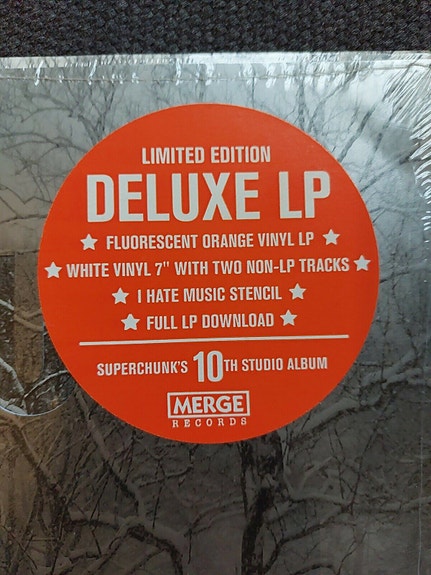 LIMITED EDITION
DELUXE LP
★ FLUORESCENT ORANGE VINYL LP ★
★ WHITE VINYL 7" WITH TWO NON-LP TRACKS ★
★ I HATE MUSIC STENCIL ★
★ FULL LP DOWNLOAD ★
SUPERCHUNK'S 10TH STUDIO ALBUM
MERGE
RECORDS